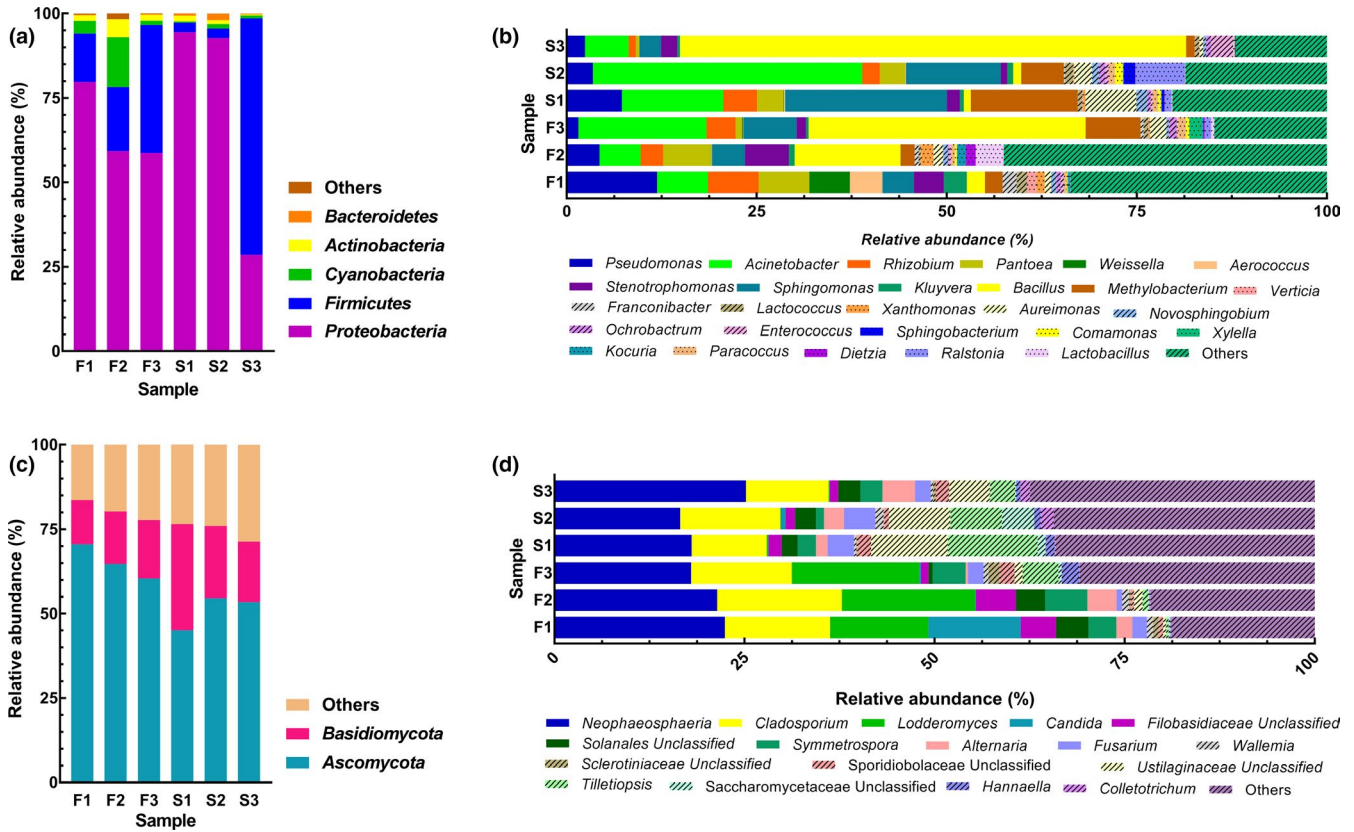 (a)
Relative abundance (%)
100
75
50
25
0
F1 F2 F3 S1 S2 S3
Sample
Others
Bacteroidetes
Actinobacteria
Cyanobacteria
Firmicutes
Proteobacteria
(b)
Sample
S3
S2
S1
F3
F2
F1
0 25 50 75 100
Relative abundance (%)
Pseudomonas Acinetobacter Rhizobium Pantoea Weissella Aerococcus
Stenotrophomonas Sphingomonas Kluyvera Bacillus Methylobacterium Verticia
Franconibacter Lactococcus Xanthomonas Aureimonas Novosphingobium
Ochrobactrum Enterococcus Sphingobacterium Comamonas Xylella
Kocuria Paracoccus Dietzia Ralstonia Lactobacillus Others
(c)
Relative abundance (%)
100
75
50
25
0
F1 F2 F3 S1 S2 S3
Sample
Others
Basidiomycota
Ascomycota
(d)
Sample
S3
S2
S1
F3
F2
F1
0 25 50 75 100
Relative abundance (%)
Neophaeosphaeria Cladosporium Lodderomyces Candida Filobasidiaceae Unclassified
Solanales Unclassified Symmetrospora Alternaria Fusarium Wallemia
Sclerotiniaceae Unclassified Sporidiobolaceae Unclassified Ustilaginaceae Unclassified
Tilletiopsis Saccharomycetaceae Unclassified Hannaella Colletotrichum Others